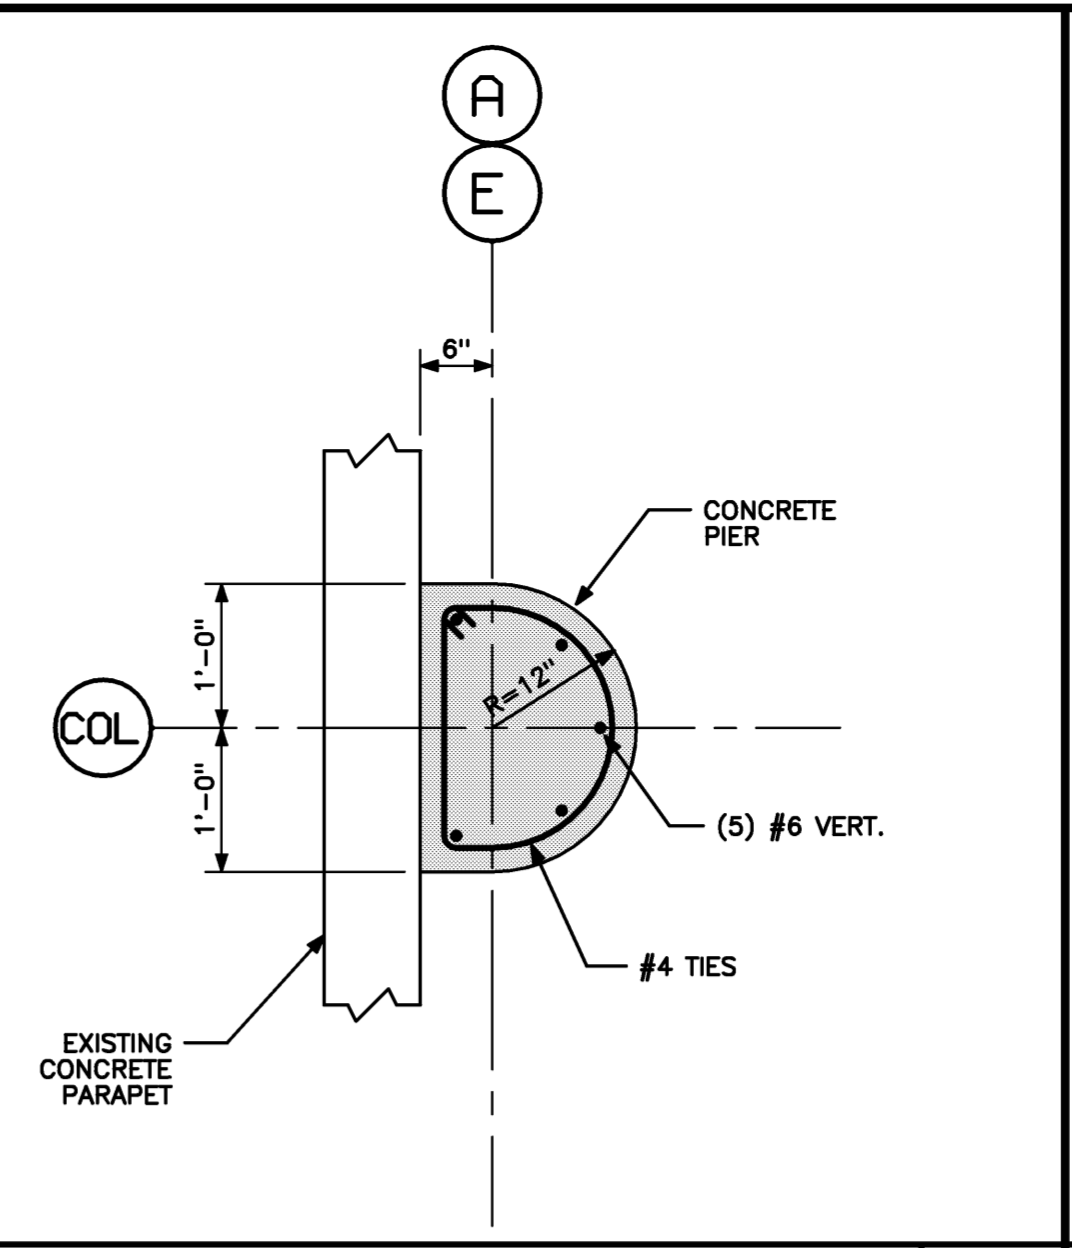 A
E
6"
CONCRETE
PIER
1'-0"
R=12"
COL
1'-0"
(5) #6 VERT.
#4 TIES
EXISTING
CONCRETE
PARAPET